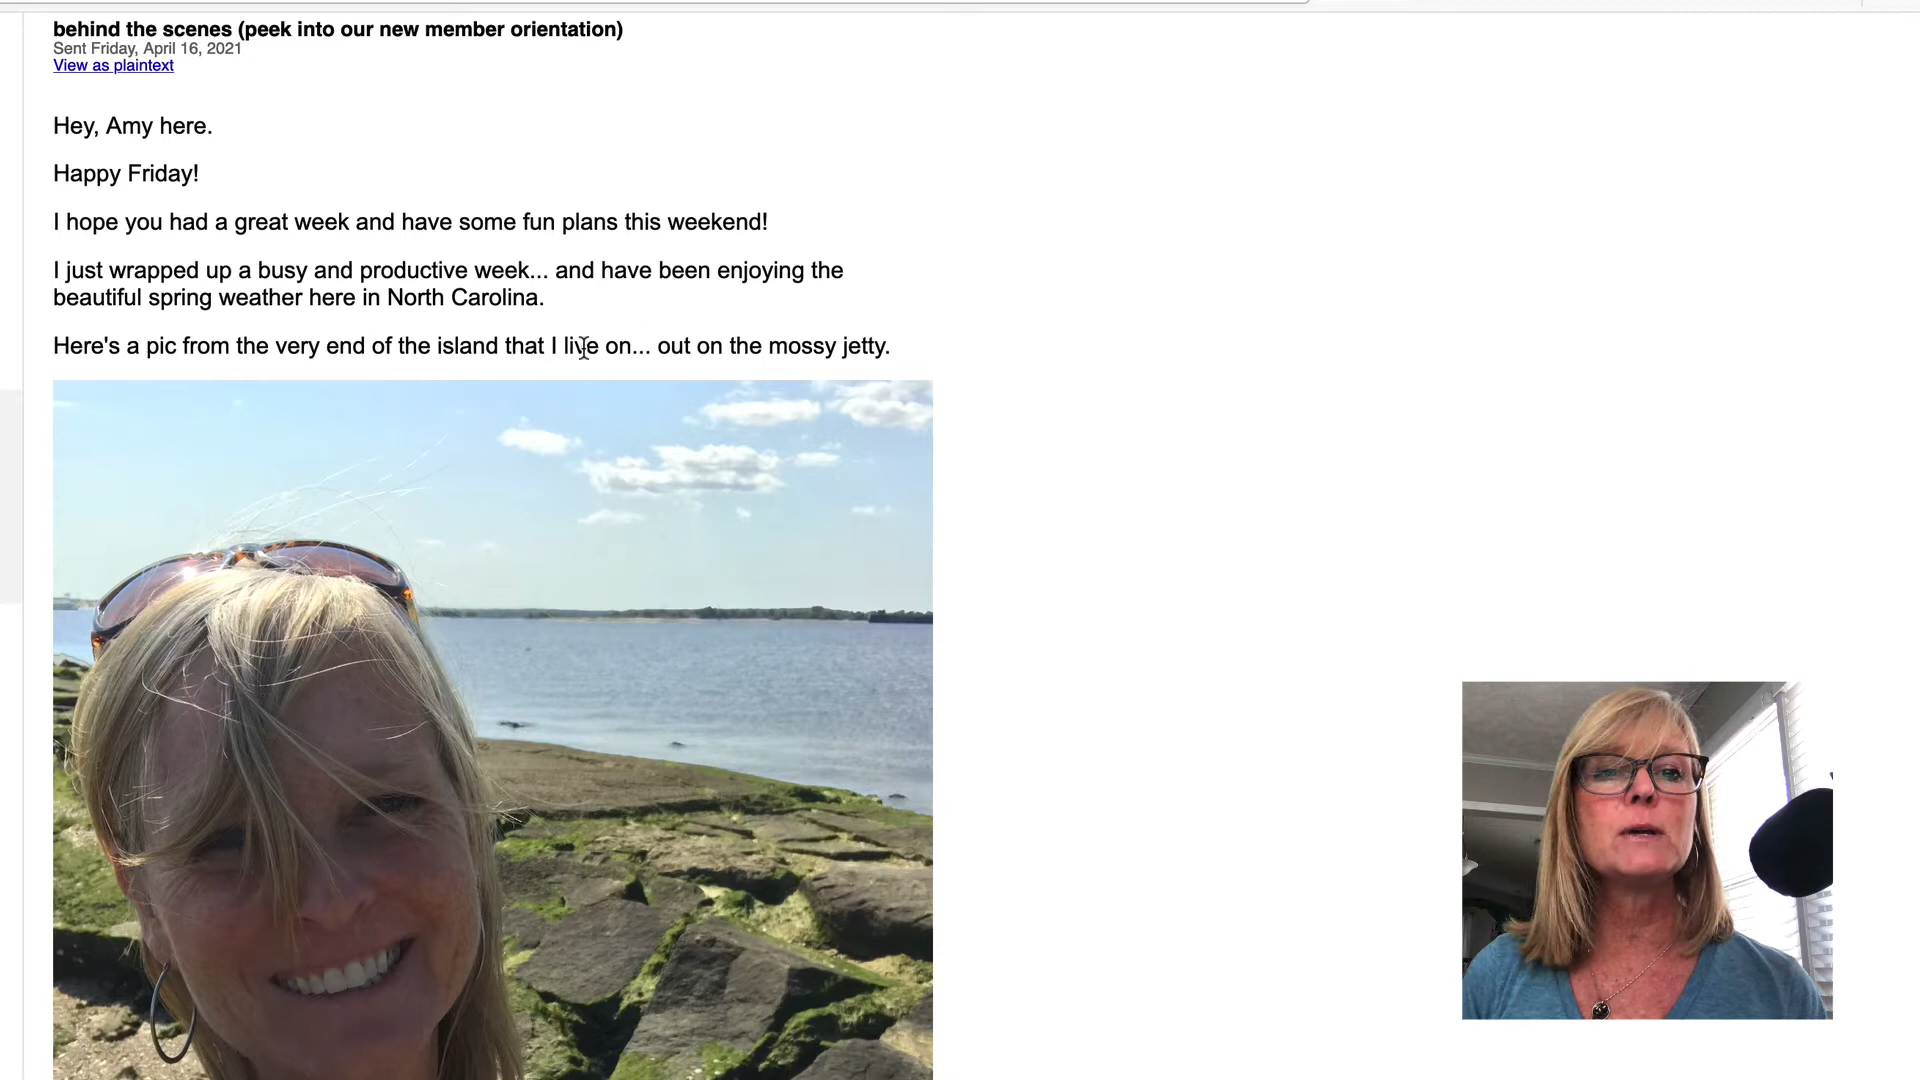 behind the scenes (peek into our new member orientation)
Sent Friday, April 16, 2021
View as plaintext
Hey, Amy here.
Happy Friday!
I hope you had a great week and have some fun plans this weekend!
I just wrapped up a busy and productive week... and have been enjoying the
beautiful spring weather here in North Carolina.
Here's a pic from the very end of the island that I live on... out on the mossy jetty.